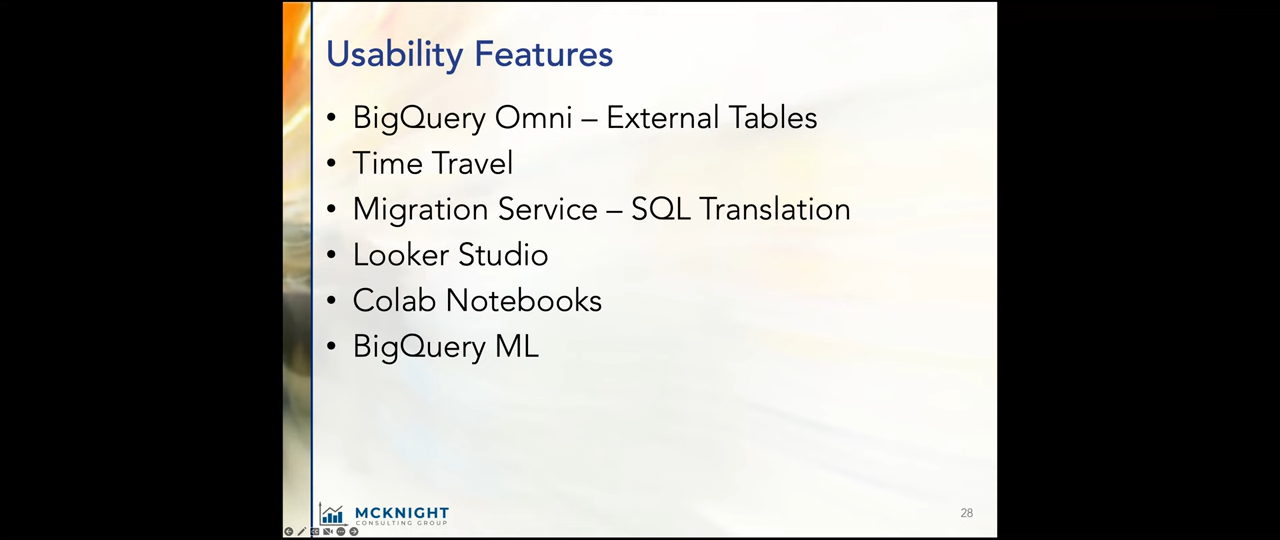 Usability Features
• BigQuery Omni – External Tables
• Time Travel
• Migration Service – SQL Translation
• Looker Studio
• Colab Notebooks
• BigQuery ML
MCKNIGHT
CONSULTING GROUP
28